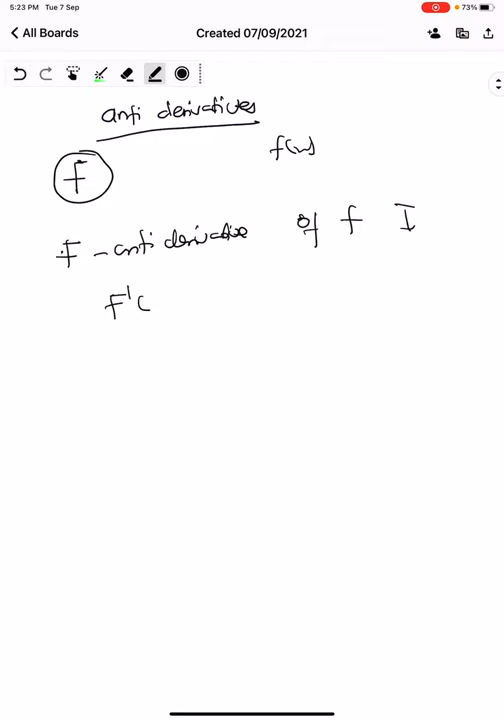 5:23 PM Tue 7 Sep 73%
All Boards Created 07/09/2021
anti derivatives
f(x)
F
F - anti derivative of f I
F'(